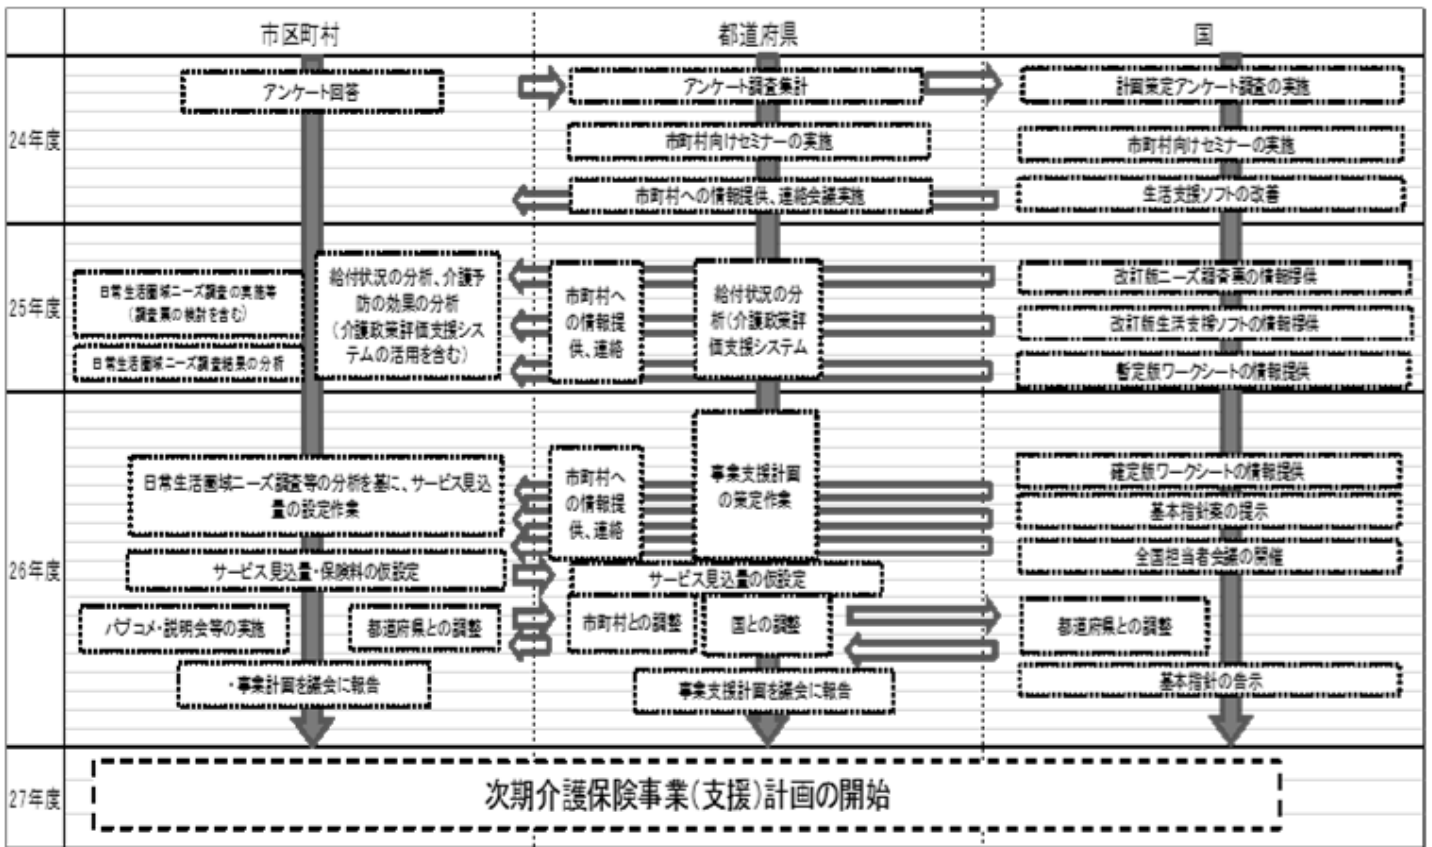 市区町村
都道府県
国
24年度
アンケート回答
アンケート調査集計
計画策定アンケート調査の実施
市町村向けセミナーの実施
市町村向けセミナーの実施
市町村への情報提供、連絡会議実施
生活支援ソフトの改善
25年度
日常生活圏域ニーズ調査の実施等
(調査票の検討を含む)
日常生活圏域ニーズ調査結果の分析
給付状況の分析、介護予
防の効果の分析
(介護政策評価支援シス
テムの活用を含む)
市町村へ
の情報提
供、連絡
給付状況の分
析(介護政策評
価支援システム
改訂版ニーズ調査票の情報提供
改訂版生活支援ソフトの情報提供
暫定版ワークシートの情報提供
26年度
日常生活圏域ニーズ調査等の分析を基に、サービス見込
量の設定作業
サービス見込量・保険料の仮設定
パブコメ・説明会等の実施
都道府県との調整
・事業計画を議会に報告
市町村へ
の情報提
供、連絡
事業支援計画
の策定作業
サービス見込量の仮設定
市町村との調整
国との調整
事業支援計画を議会に報告
確定版ワークシートの情報提供
基本指針案の提示
全国担当者会議の開催
都道府県との調整
基本指針の告示
27年度
次期介護保険事業(支援)計画の開始